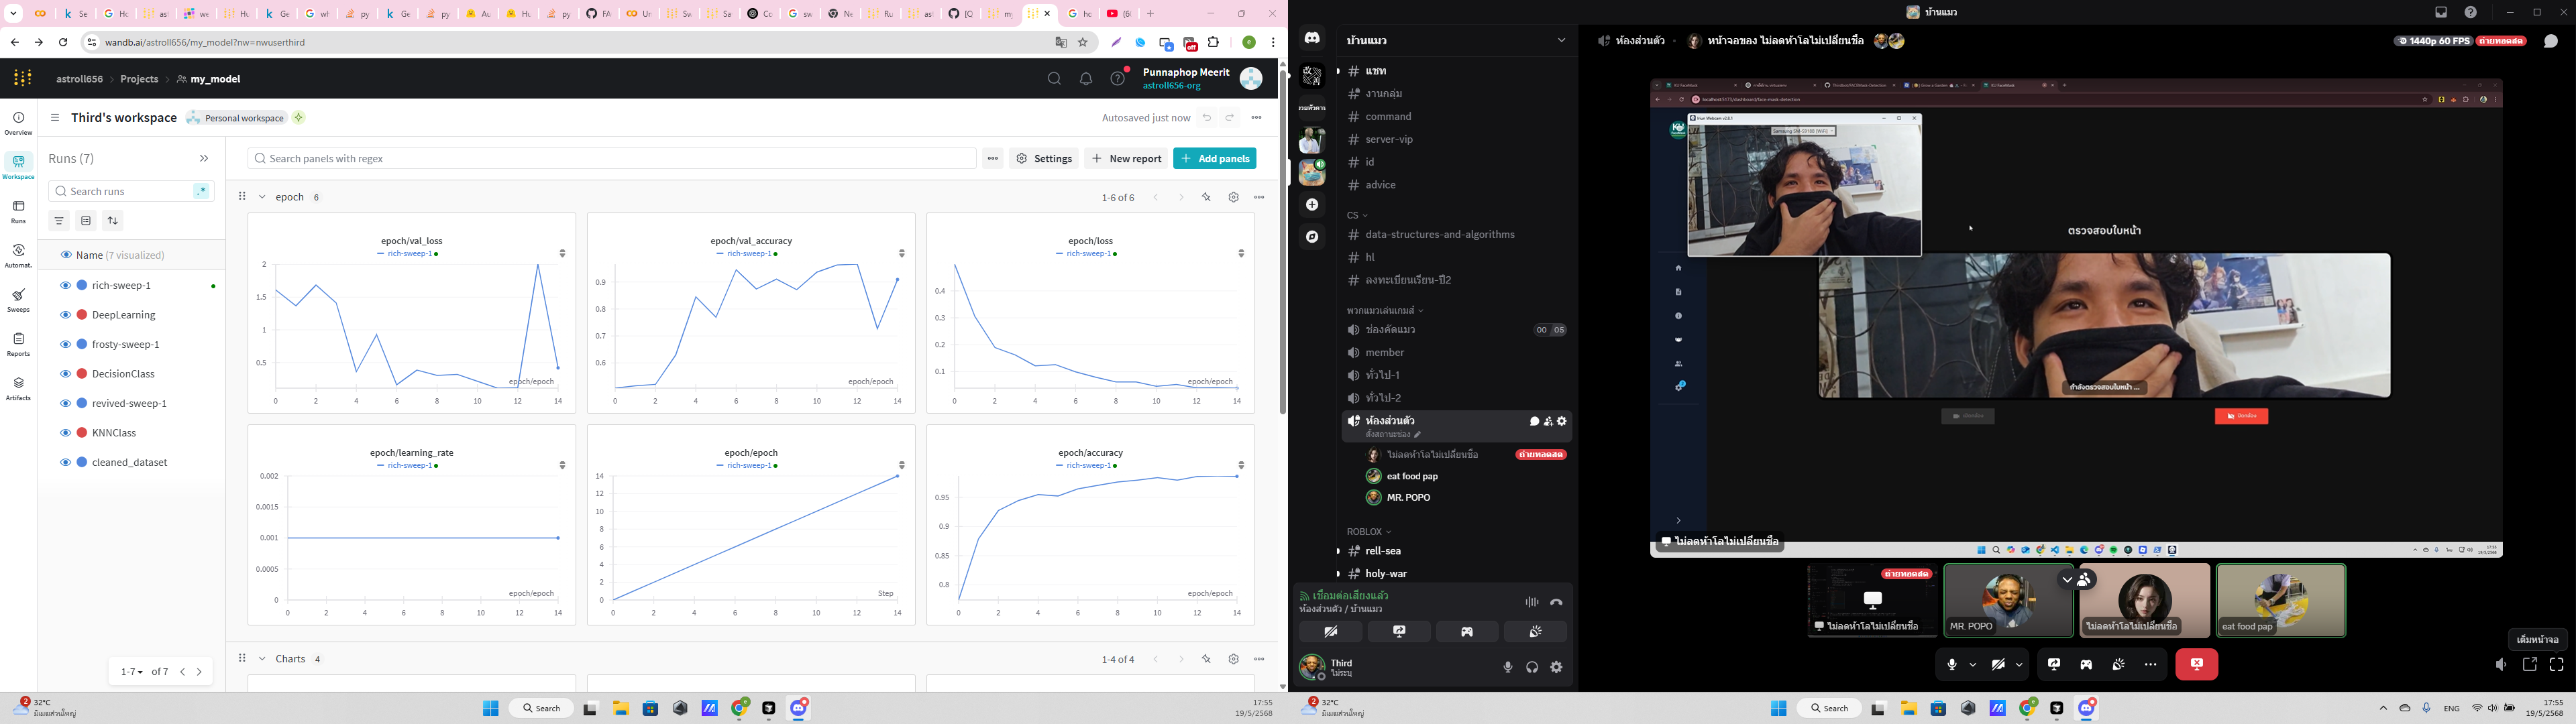 wandb.ai/astroll656/my_model?nw=nwuserthird
astroll656
Projects
my_model
Punnaphop Meerit
astroll656-org
Third's workspace
Personal workspace
Autosaved just now
Overview
Workspace
Runs
Automat.
Sweeps
Reports
Artifacts
Runs (7)
Search runs
Name (7 visualized)
rich-sweep-1
DeepLearning
frosty-sweep-1
DecisionClass
revived-sweep-1
KNNClass
cleaned_dataset
1-7 of 7
Search panels with regex
Settings
New report
Add panels
epoch 6
1-6 of 6
epoch/val_loss
rich-sweep-1
2
1.5
1
0.5
0 2 4 6 8 10 12 14
epoch/epoch
epoch/val_accuracy
rich-sweep-1
0.9
0.8
0.7
0.6
0 2 4 6 8 10 12 14
epoch/epoch
epoch/loss
rich-sweep-1
0.4
0.3
0.2
0.1
0 2 4 6 8 10 12 14
epoch/epoch
epoch/learning_rate
rich-sweep-1
0.002
0.0015
0.001
0.0005
0
0 2 4 6 8 10 12 14
epoch/epoch
epoch/epoch
rich-sweep-1
14
12
10
8
6
4
2
0
0 2 4 6 8 10 12 14
Step
epoch/accuracy
rich-sweep-1
0.95
0.9
0.85
0.8
0 2 4 6 8 10 12 14
epoch/epoch
Charts 4
1-4 of 4
32°C
มีเมฆส่วนใหญ่
Search
17:55
19/5/2568
บ้านแมว
บ้านแมว
แชท
งานกลุ่ม
command
server-vip
id
advice
CS
data-structures-and-algorithms
hl
ลงทะเบียนเรียน-ปี2
พวกแมวเล่นเกมส์
ช่องคัดแมว
00 05
member
ทั่วไป-1
ทั่วไป-2
ห้องส่วนตัว
ตั้งสถานะช่อง
ไม่ลดห้าโลไม่เปลี่ยนชื่อ
ถ่ายทอดสด
eat food pap
MR. POPO
ROBLOX
rell-sea
holy-war
เชื่อมต่อเสียงแล้ว
ห้องส่วนตัว / บ้านแมว
Third
ไม่ระบุ
ห้องส่วนตัว
หน้าจอของ ไม่ลดห้าโลไม่เปลี่ยนชื่อ
1440p 60 FPS
ถ่ายทอดสด
localhost:5173/dashboard/face-mask-detection
ตรวจสอบใบหน้า
กำลังตรวจสอบใบหน้า ...
ไม่ลดห้าโลไม่เปลี่ยนชื่อ
ถ่ายทอดสด
ไม่ลดห้าโลไม่เปลี่ยนชื่อ
MR. POPO
ไม่ลดห้าโลไม่เปลี่ยนชื่อ
eat food pap
เต็มหน้าจอ
32°C
มีเมฆส่วนใหญ่
Search
ENG
17:55
19/5/2568